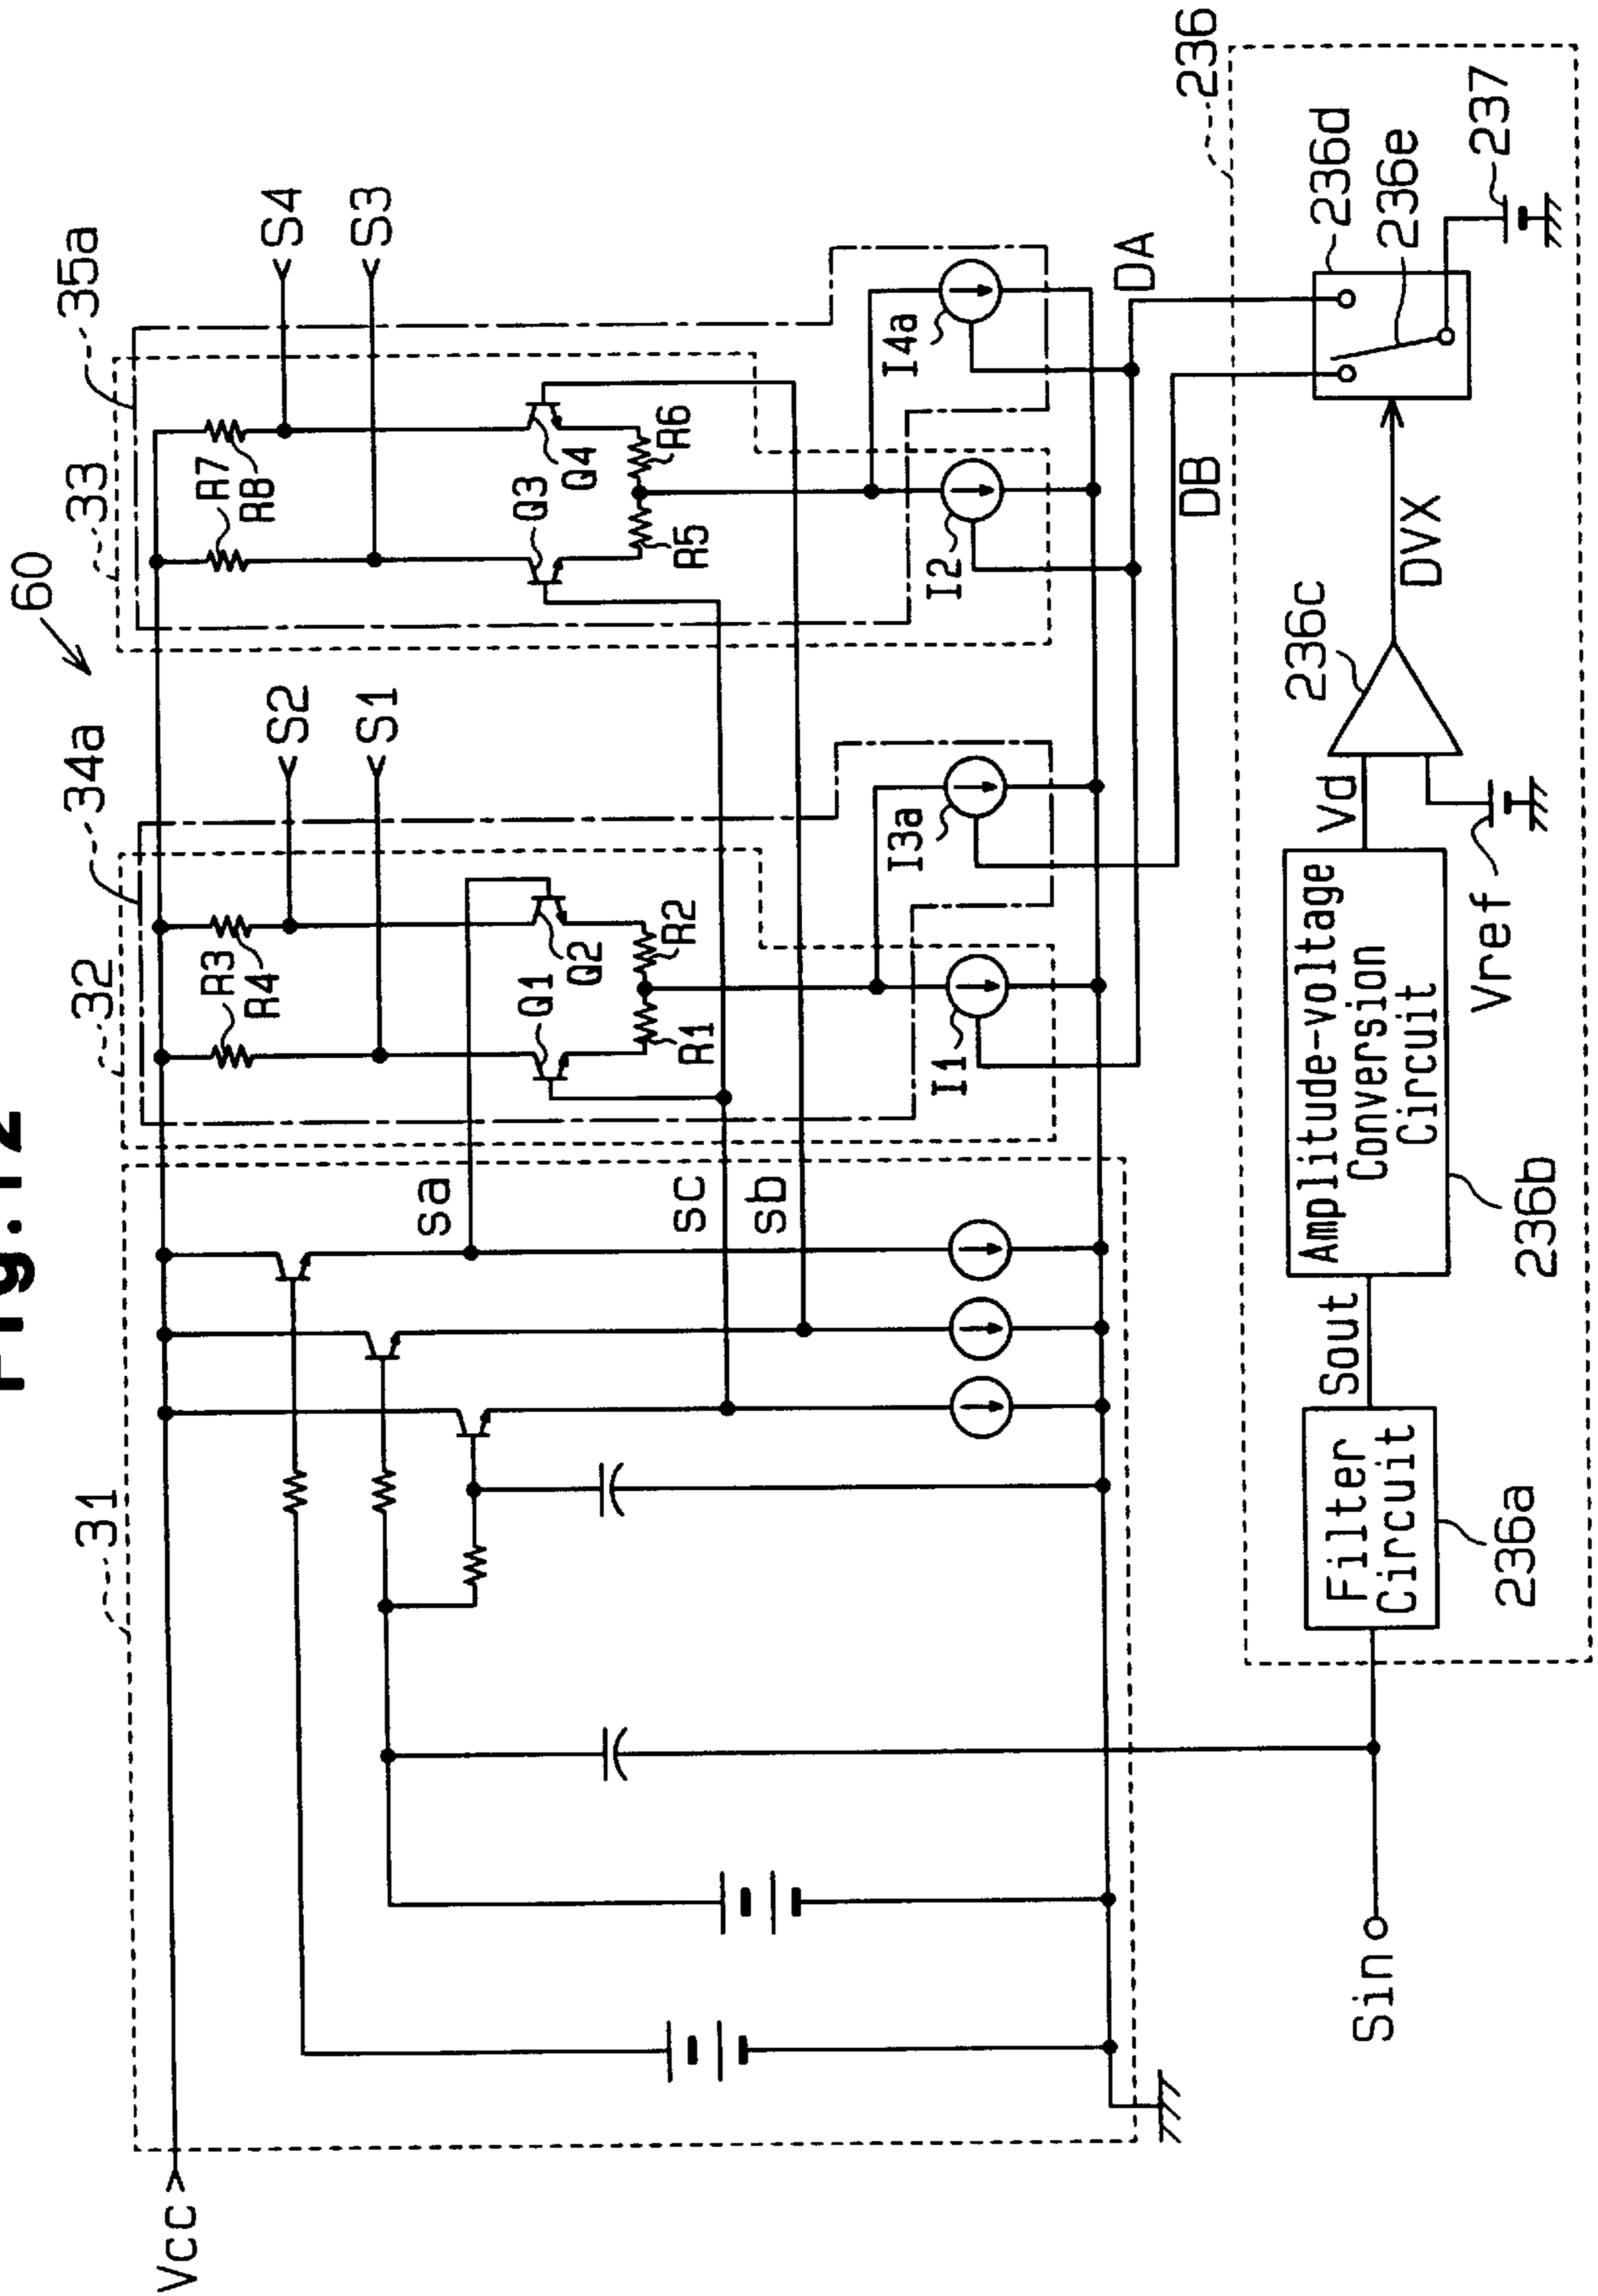 Fig.12
60
31
32
34a
33
35a
Vcc
R3
R4
S2
S1
R7
R8
S4
S3
sa
sc
sb
Q1
Q2
R1
R2
Q3
Q4
R5
R6
I1
I3a
I2
I4a
DA
DB
236
Sin
Filter
Circuit
236a
Sout
Amplitude-voltage
Conversion
Circuit
236b
Vd
Vref
236c
DVX
236d
236e
237